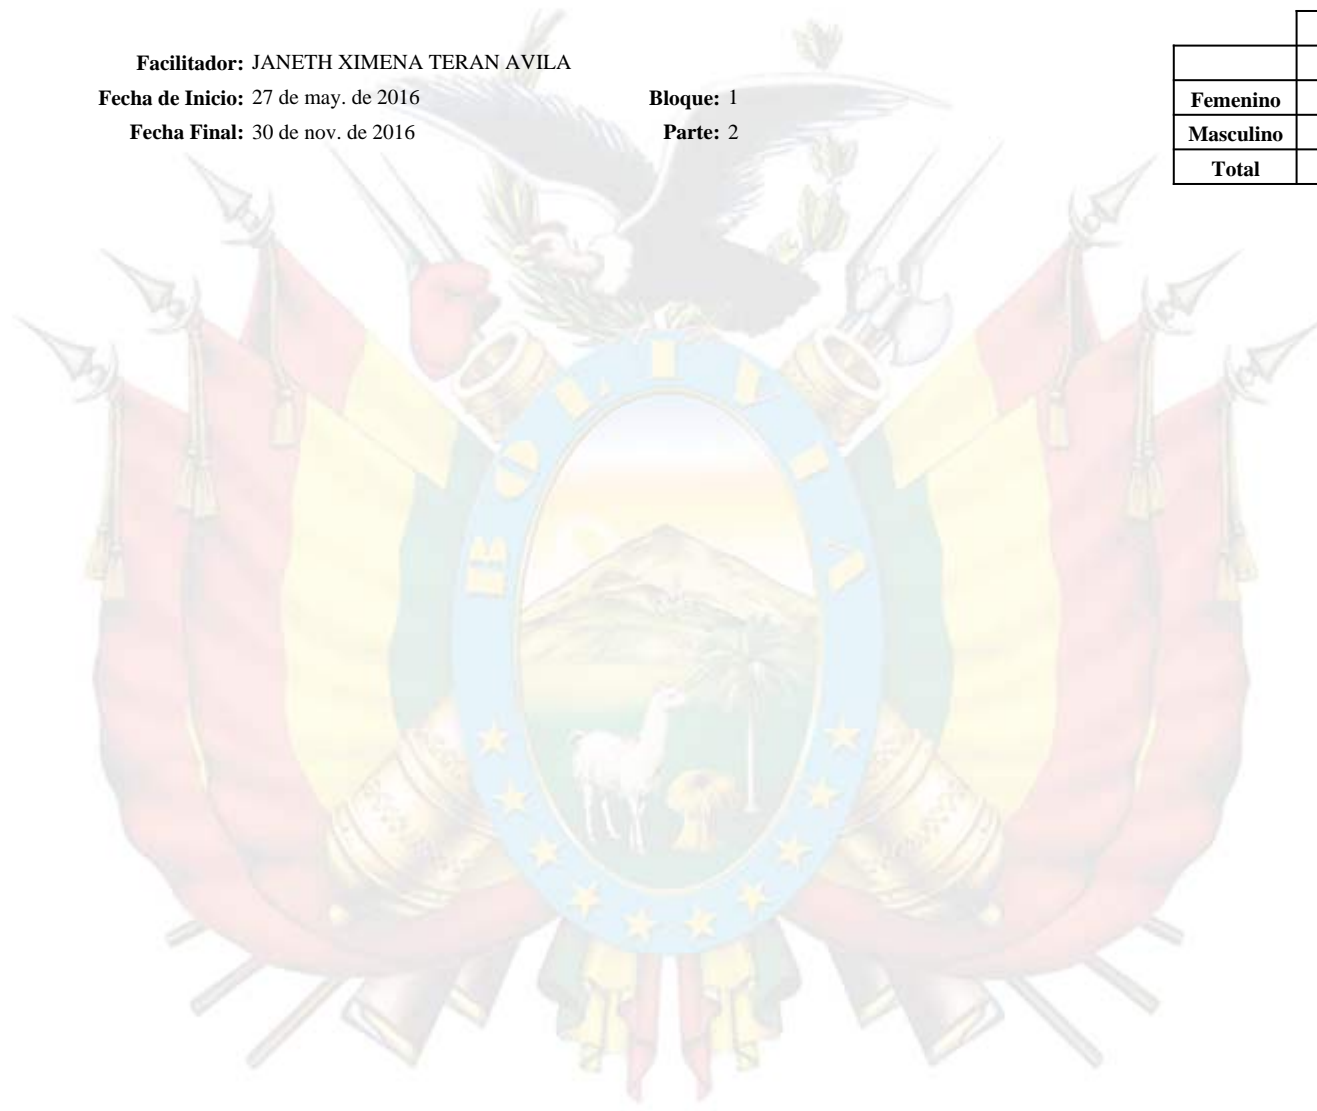 Facilitador: JANETH XIMENA TERAN AVILA
Fecha de Inicio: 27 de may. de 2016 Bloque: 1
Fecha Final: 30 de nov. de 2016 Parte: 2
Femenino
Masculino
Total
BOLIVIA